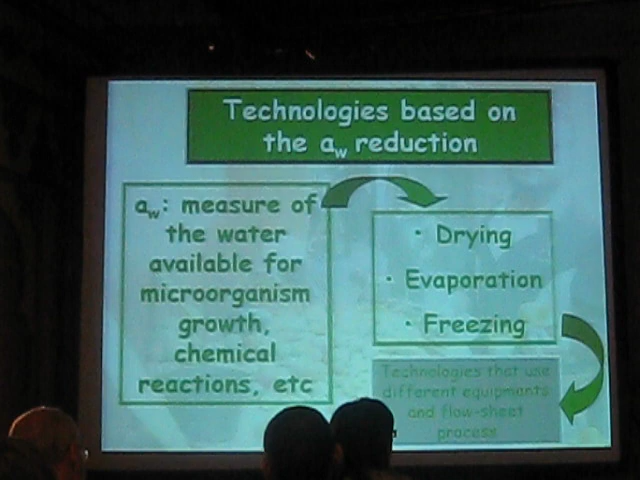 Technologies based on
the aw reduction
aw: measure of
the water
available for
microorganism
growth,
chemical
reactions, etc
· Drying
· Evaporation
· Freezing
Technologies that use
different equipments
and flow-sheet
process